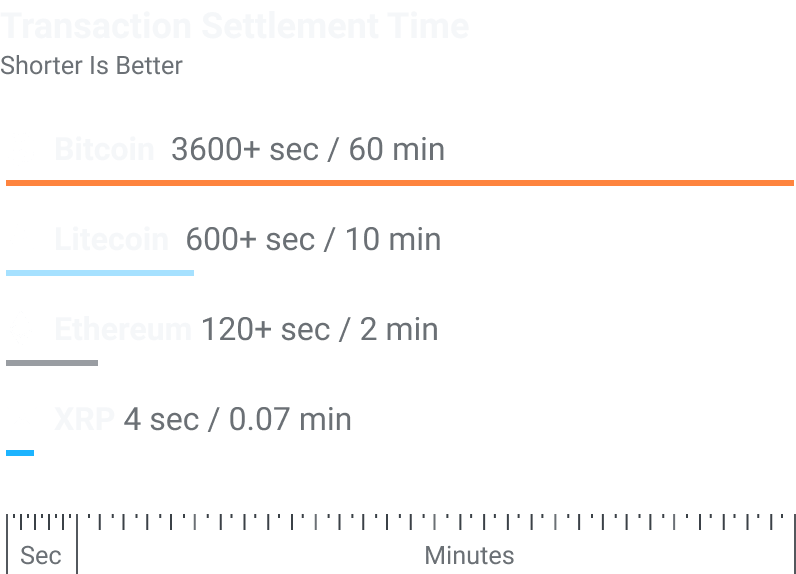 Transaction Settlement Time
Shorter Is Better
Bitcoin 3600+ sec / 60 min
Litecoin 600+ sec / 10 min
Ethereum 120+ sec / 2 min
XRP 4 sec / 0.07 min
Sec Minutes